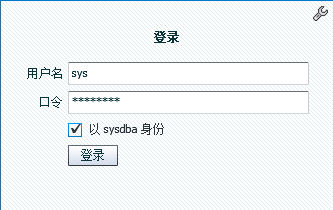 登录
用户名 sys
口令 ********
以 sysdba 身份
登录